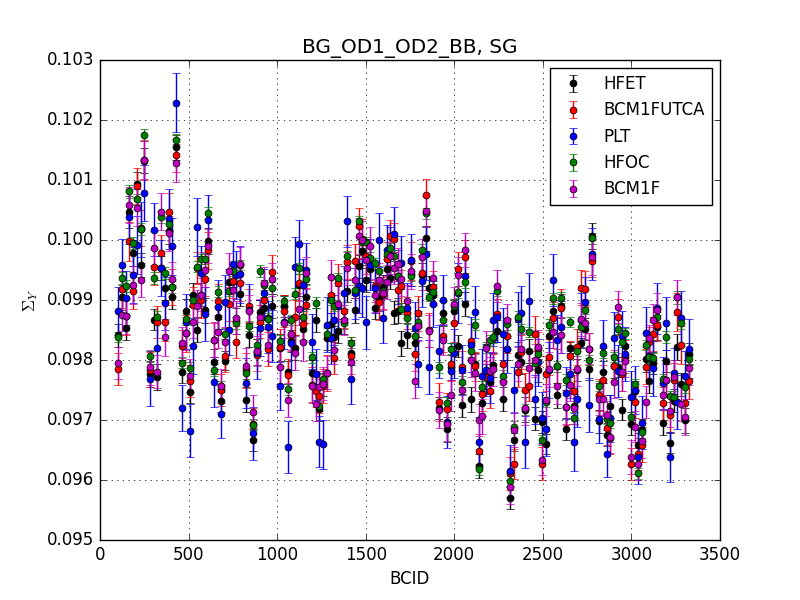 BG_OD1_OD2_BB, SG
0.103
0.102
0.101
0.100
0.099
0.098
0.097
0.096
0.095
Σ_Y
HFET
BCM1FUTCA
PLT
HFOC
BCM1F
0 500 1000 1500 2000 2500 3000 3500
BCID